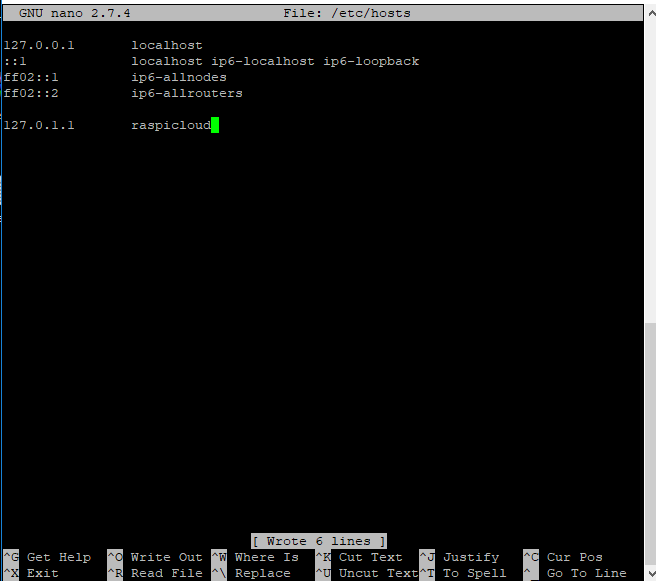 GNU nano 2.7.4 File: /etc/hosts
127.0.0.1 localhost
::1 localhost ip6-localhost ip6-loopback
ff02::1 ip6-allnodes
ff02::2 ip6-allrouters
127.0.1.1 raspicloud
[ Wrote 6 lines ]
^G Get Help ^O Write Out ^W Where Is ^K Cut Text ^J Justify ^C Cur Pos
^X Exit ^R Read File ^\ Replace ^U Uncut Text ^T To Spell ^_ Go To Line